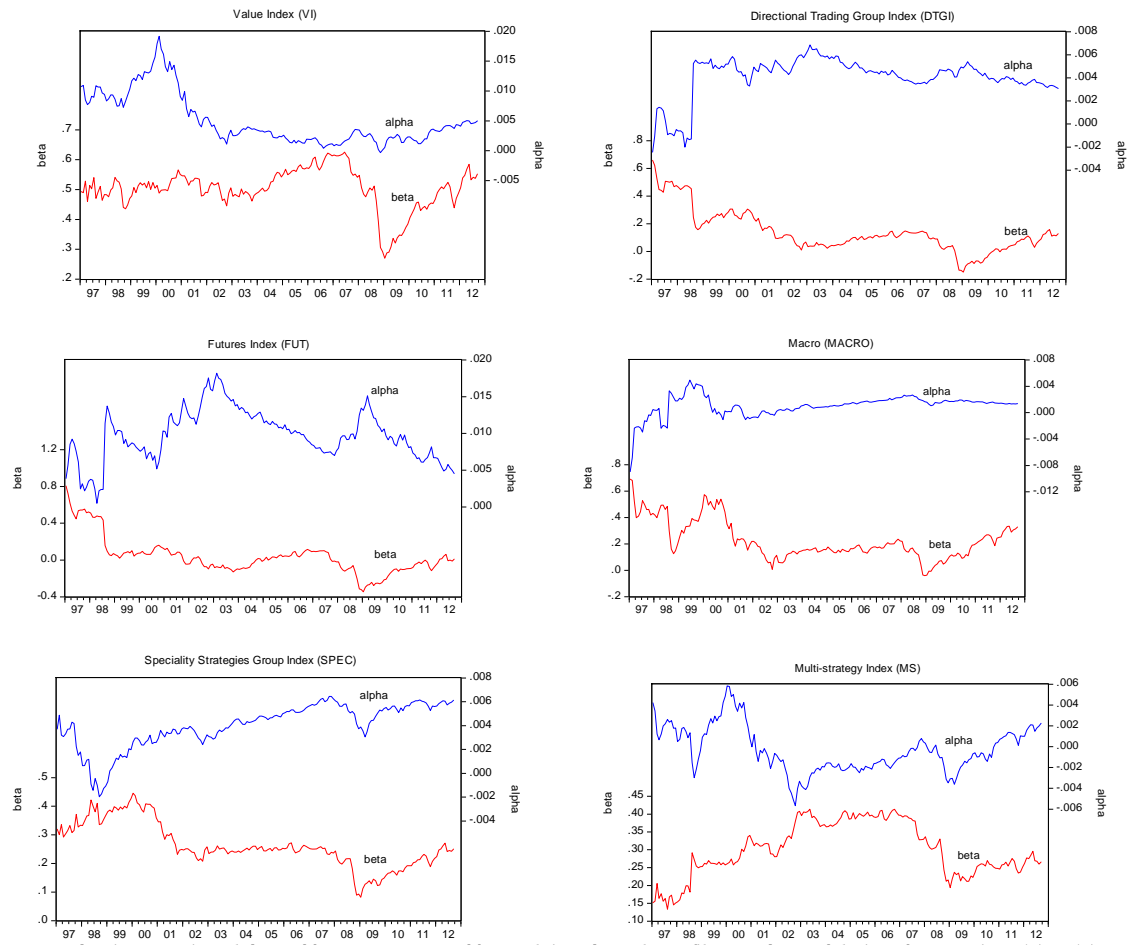 Value Index (VI)
.020
.015
.010
.005
.000
-.005
alpha
.7
.6
.5
.4
.3
.2
beta
alpha
beta
97 98 99 00 01 02 03 04 05 06 07 08 09 10 11 12
Directional Trading Group Index (DTGI)
.008
.006
.004
.002
.000
-.002
-.004
alpha
.8
.6
.4
.2
.0
-.2
beta
alpha
beta
97 98 99 00 01 02 03 04 05 06 07 08 09 10 11 12
Futures Index (FUT)
.020
.015
.010
.005
.000
alpha
1.2
0.8
0.4
0.0
-0.4
beta
alpha
beta
97 98 99 00 01 02 03 04 05 06 07 08 09 10 11 12
Macro (MACRO)
.008
.004
.000
-.004
-.008
-.012
alpha
.8
.6
.4
.2
.0
-.2
beta
alpha
beta
97 98 99 00 01 02 03 04 05 06 07 08 09 10 11 12
Speciality Strategies Group Index (SPEC)
.008
.006
.004
.002
.000
-.002
-.004
alpha
.5
.4
.3
.2
.1
.0
beta
alpha
beta
97 98 99 00 01 02 03 04 05 06 07 08 09 10 11 12
Multi-strategy Index (MS)
.006
.004
.002
.000
-.002
-.004
-.006
alpha
.45
.40
.35
.30
.25
.20
.15
.10
beta
alpha
beta
97 98 99 00 01 02 03 04 05 06 07 08 09 10 11 12